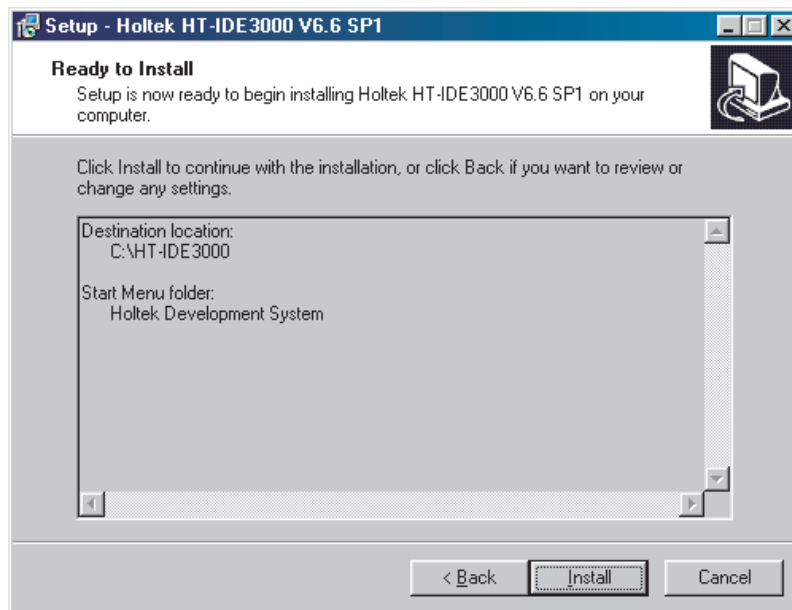 Setup - Holtek HT-IDE3000 V6.6 SP1
Ready to Install
Setup is now ready to begin installing Holtek HT-IDE3000 V6.6 SP1 on your
computer.
Click Install to continue with the installation, or click Back if you want to review or
change any settings.
Destination location:
C:\HT-IDE3000
Start Menu folder:
Holtek Development System
< Back
Install
Cancel